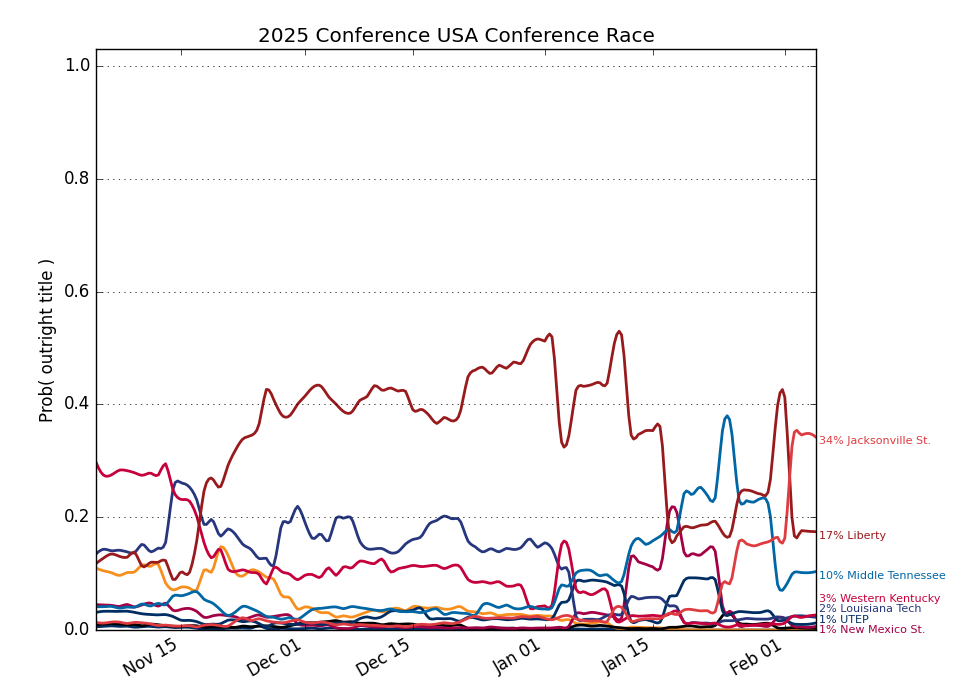 2025 Conference USA Conference Race
Prob( outright title )
1.0
0.8
0.6
0.4
0.2
0.0
Nov 15
Dec 01
Dec 15
Jan 01
Jan 15
Feb 01
34% Jacksonville St.
17% Liberty
10% Middle Tennessee
3% Western Kentucky
2% Louisiana Tech
1% UTEP
1% New Mexico St.